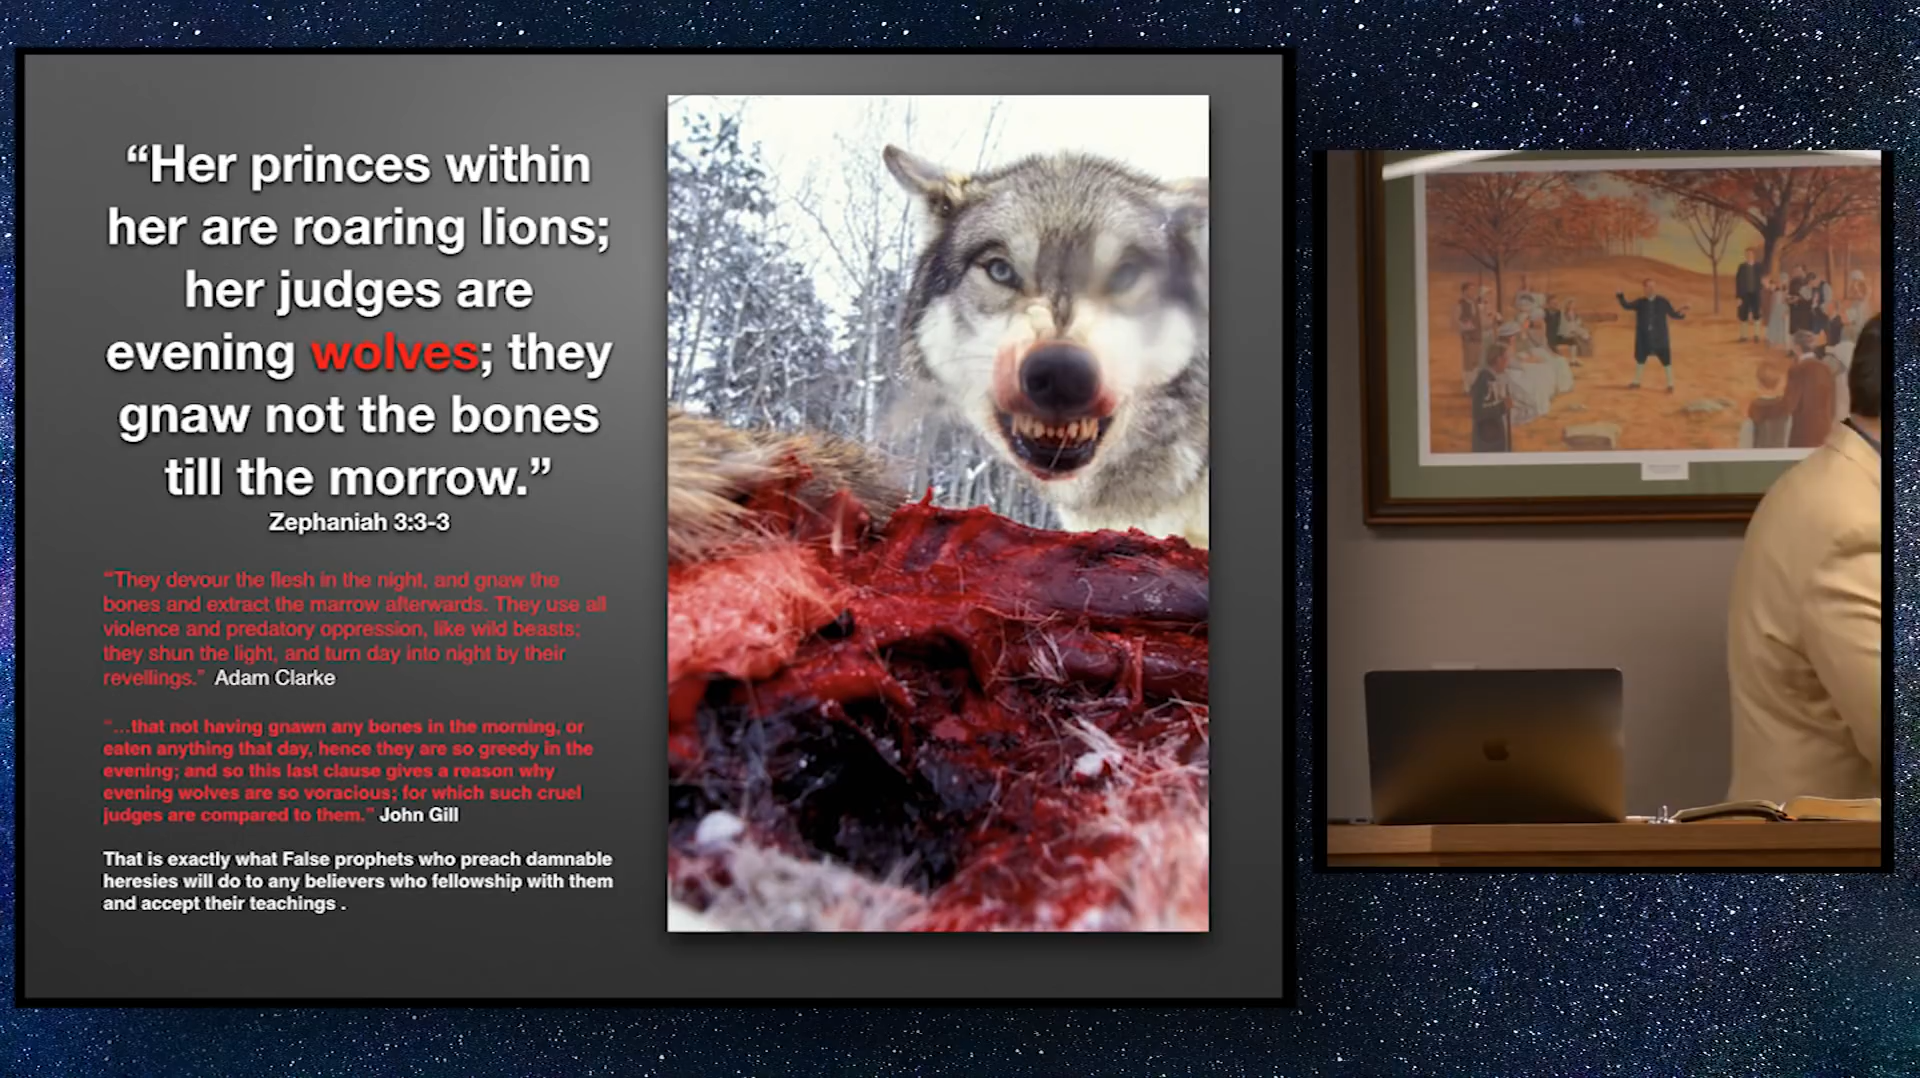 “Her princes within
her are roaring lions;
her judges are
evening wolves; they
gnaw not the bones
till the morrow.”
Zephaniah 3:3-3
“They devour the flesh in the night, and gnaw the
bones and extract the marrow afterwards. They use all
violence and predatory oppression, like wild beasts;
they shun the light, and turn day into night by their
revellings.” Adam Clarke
“…that not having gnawn any bones in the morning, or
eaten anything that day, hence they are so greedy in the
evening; and so this last clause gives a reason why
evening wolves are so voracious; for which such cruel
judges are compared to them.” John Gill
That is exactly what False prophets who preach damnable
heresies will do to any believers who fellowship with them
and accept their teachings .